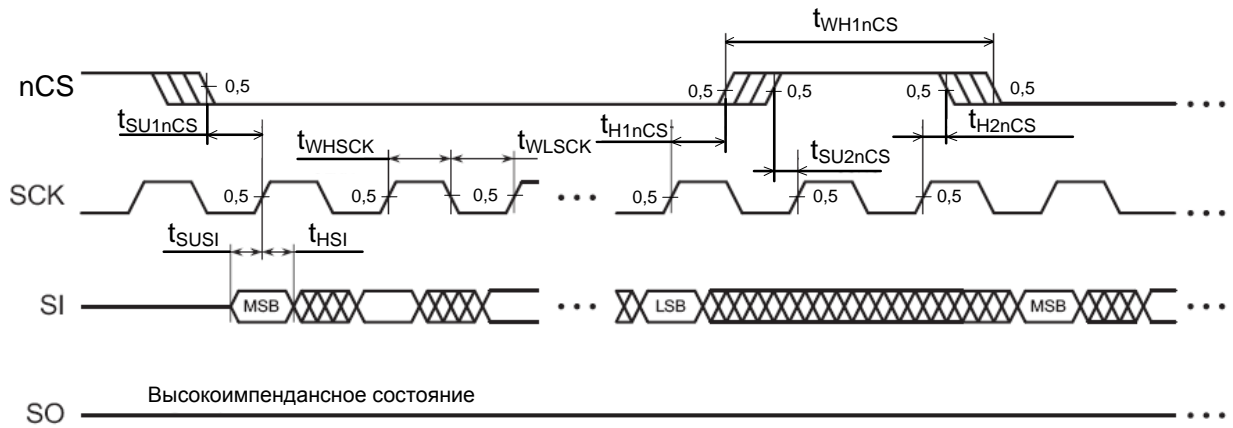 tWH1nCS
nCS
0,5
0,5
0,5
0,5
0,5
tSU1nCS
tWHSCK
tWLSCK
tH1nCS
tSU2nCS
tH2nCS
SCK
0,5
0,5
0,5
0,5
0,5
0,5
tSUSI
tHSI
SI
MSB
LSB
MSB
Высокоимпендансное состояние
SO